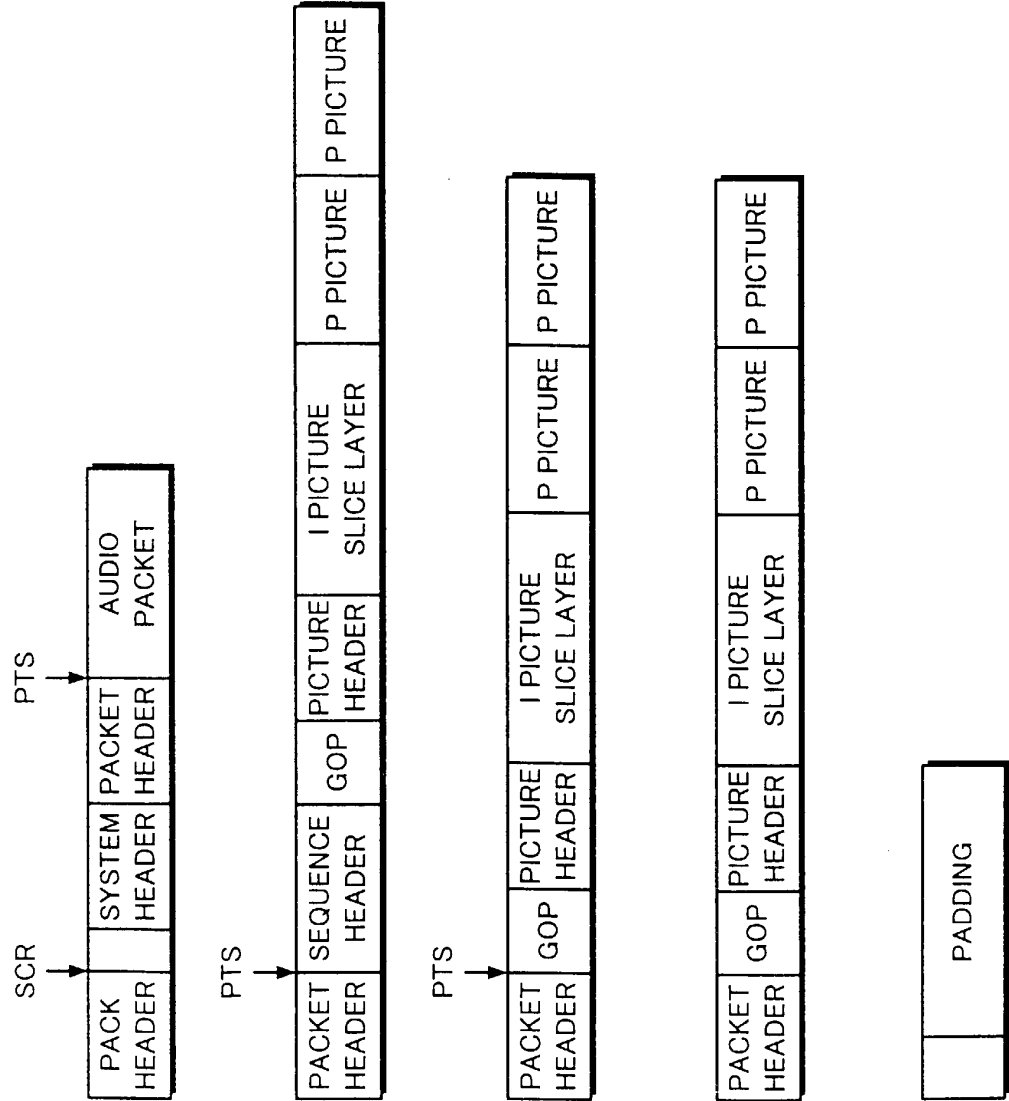 SCR
PTS
PACK HEADER
SYSTEM HEADER
PACKET HEADER
AUDIO PACKET
PTS
PACKET HEADER
SEQUENCE HEADER
GOP
PICTURE HEADER
I PICTURE SLICE LAYER
P PICTURE
P PICTURE
PTS
PACKET HEADER
GOP
PICTURE HEADER
I PICTURE SLICE LAYER
P PICTURE
P PICTURE
PACKET HEADER
GOP
PICTURE HEADER
I PICTURE SLICE LAYER
P PICTURE
P PICTURE
PADDING